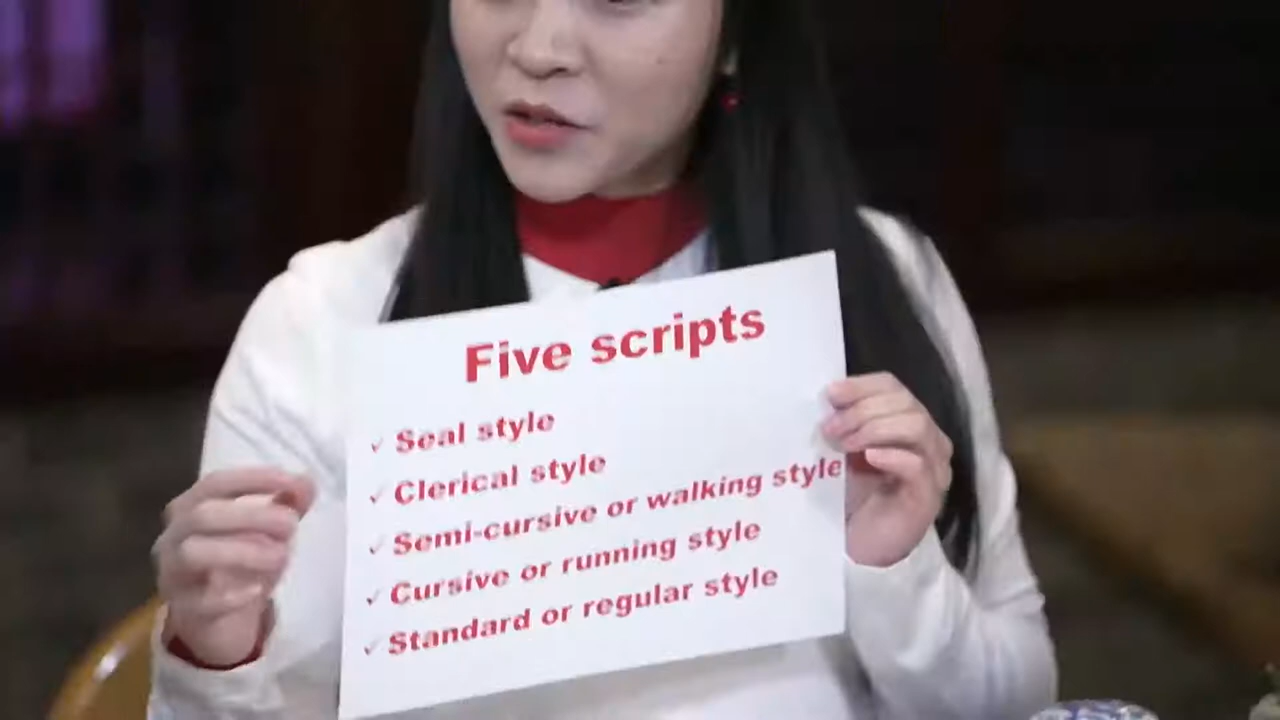 Five scripts
✓ Seal style
✓ Clerical style
✓ Semi-cursive or walking style
✓ Cursive or running style
✓ Standard or regular style